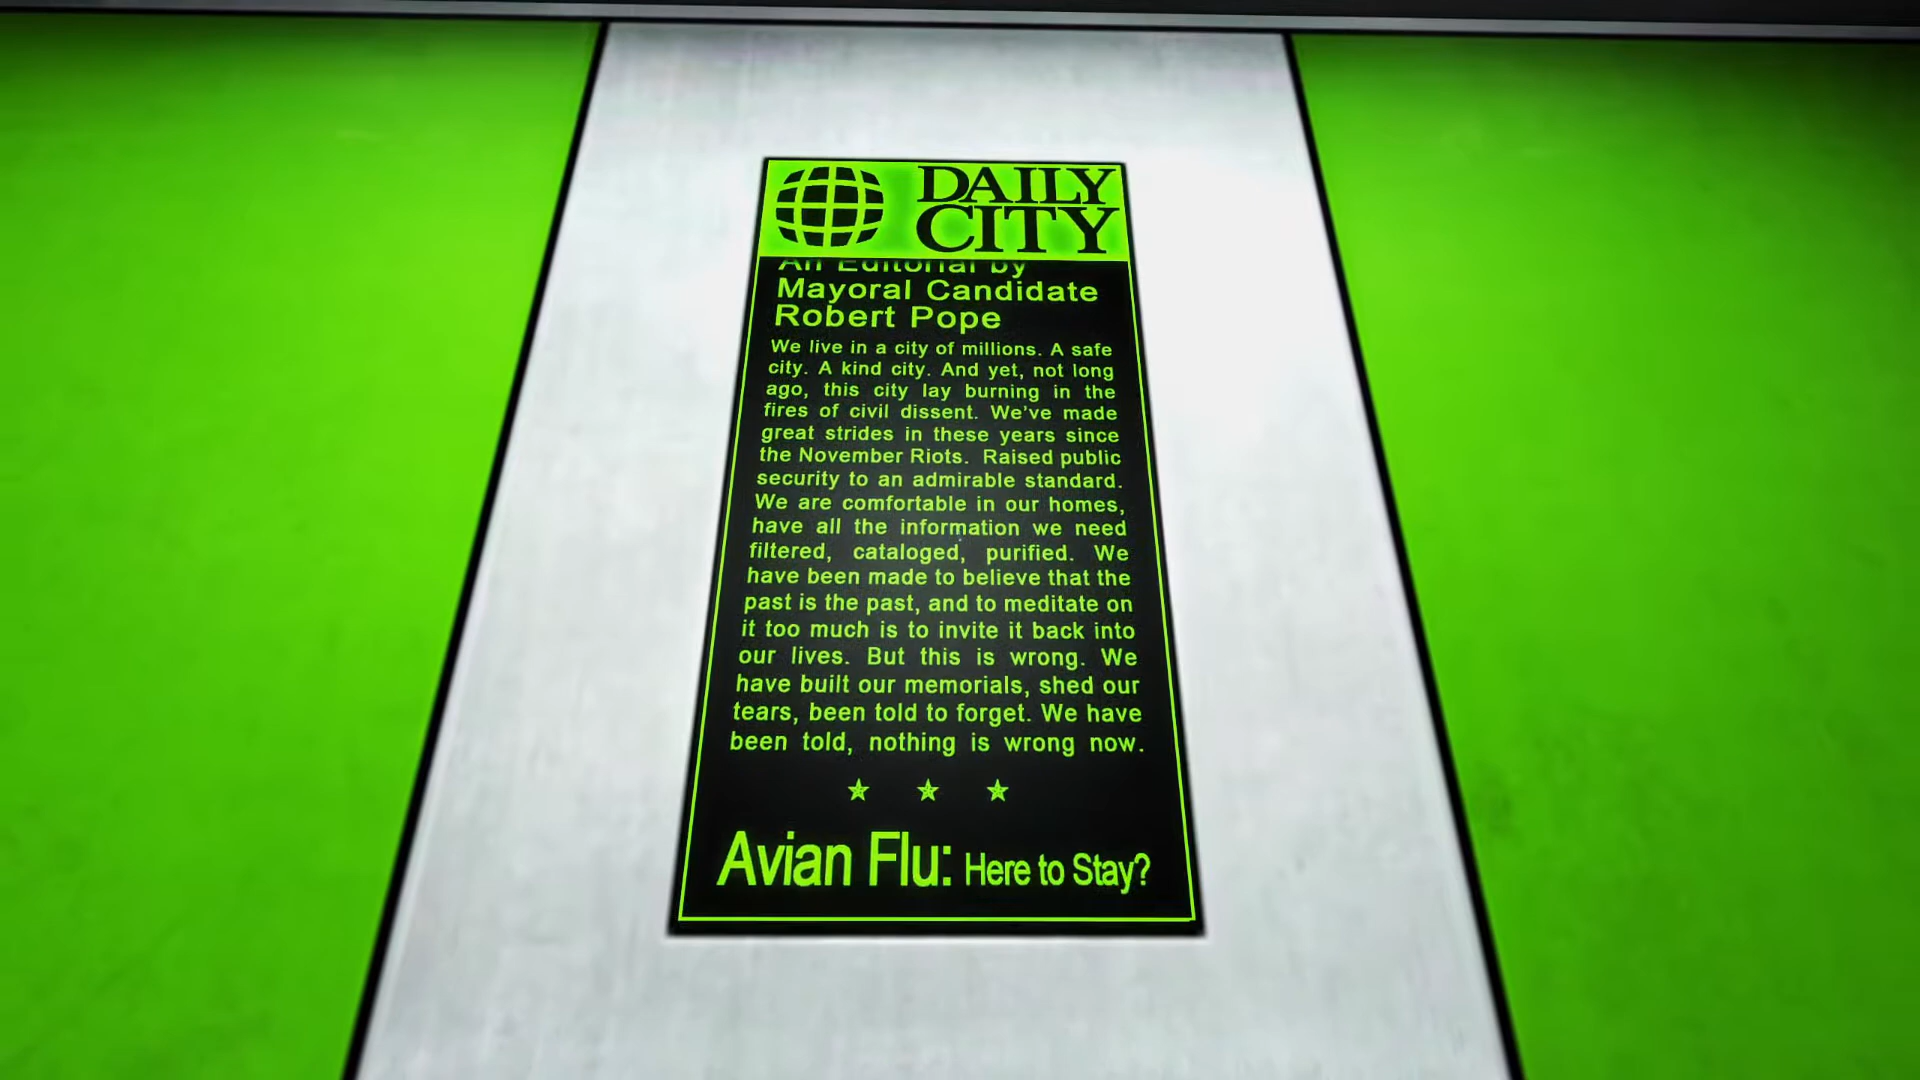 DAILY
CITY
An Editorial by
Mayoral Candidate
Robert Pope
We live in a city of millions. A safe
city. A kind city. And yet, not long
ago, this city lay burning in the
fires of civil dissent. We've made
great strides in these years since
the November Riots. Raised public
security to an admirable standard.
We are comfortable in our homes,
have all the information we need
filtered, cataloged, purified. We
have been made to believe that the
past is the past, and to meditate on
it too much is to invite it back into
our lives. But this is wrong. We
have built our memorials, shed our
tears, been told to forget. We have
been told, nothing is wrong now.
Avian Flu: Here to Stay?